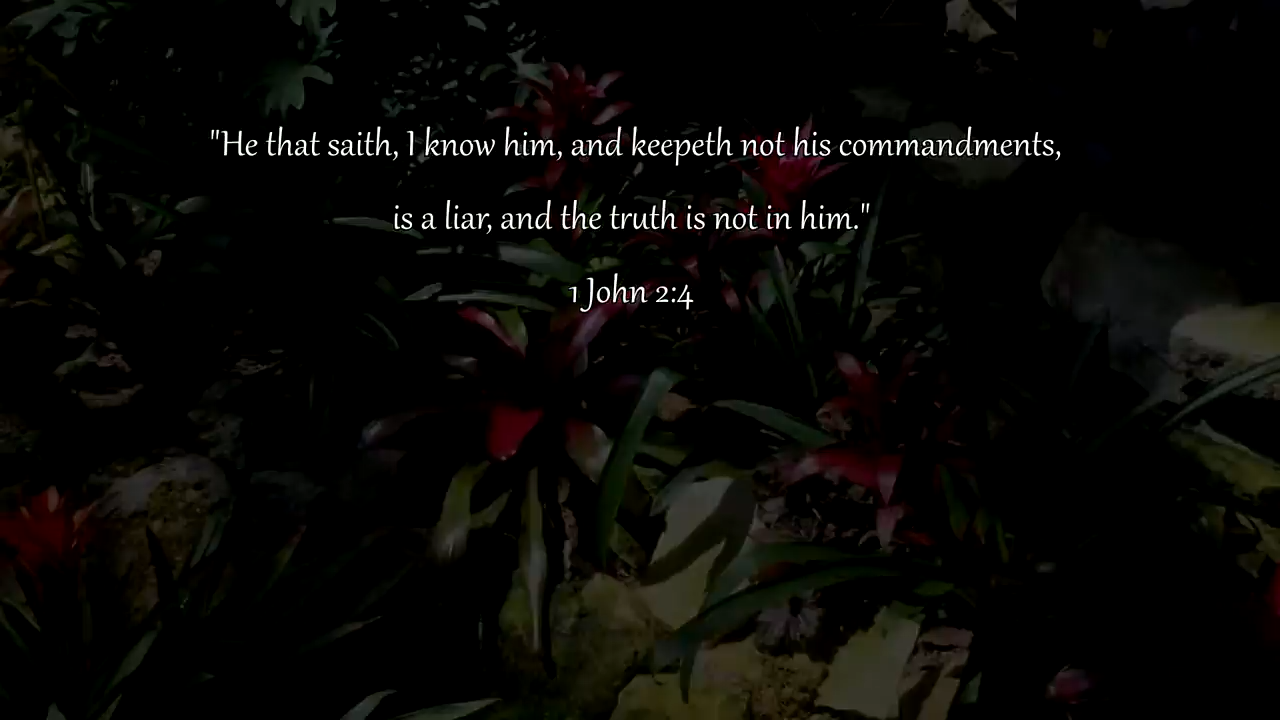 "He that saith, I know him, and keepeth not his commandments,
is a liar, and the truth is not in him."
1 John 2:4